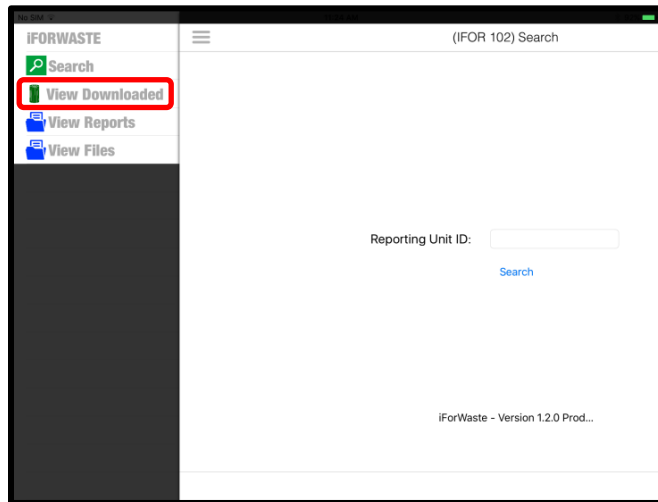 No SIM
iFORWASTE
(IFOR 102) Search
Search
View Downloaded
View Reports
View Files
Reporting Unit ID:
Search
iForWaste - Version 1.2.0 Prod...